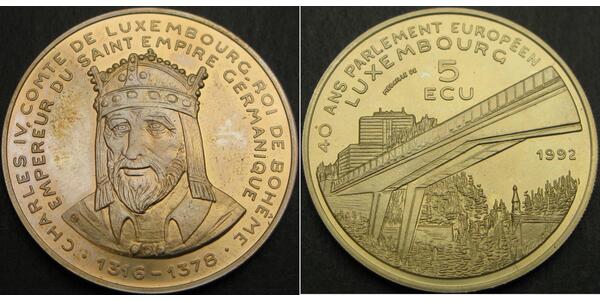 CHARLES IV, COMTE DE LUXEMBOURG, ROI DE BOHÊME
EMPEREUR DU SAINT EMPIRE GERMANIQUE
· 1316-1378 ·
40 ANS PARLEMENT EUROPÉEN
LUXEMBOURG
5
ECU
1992